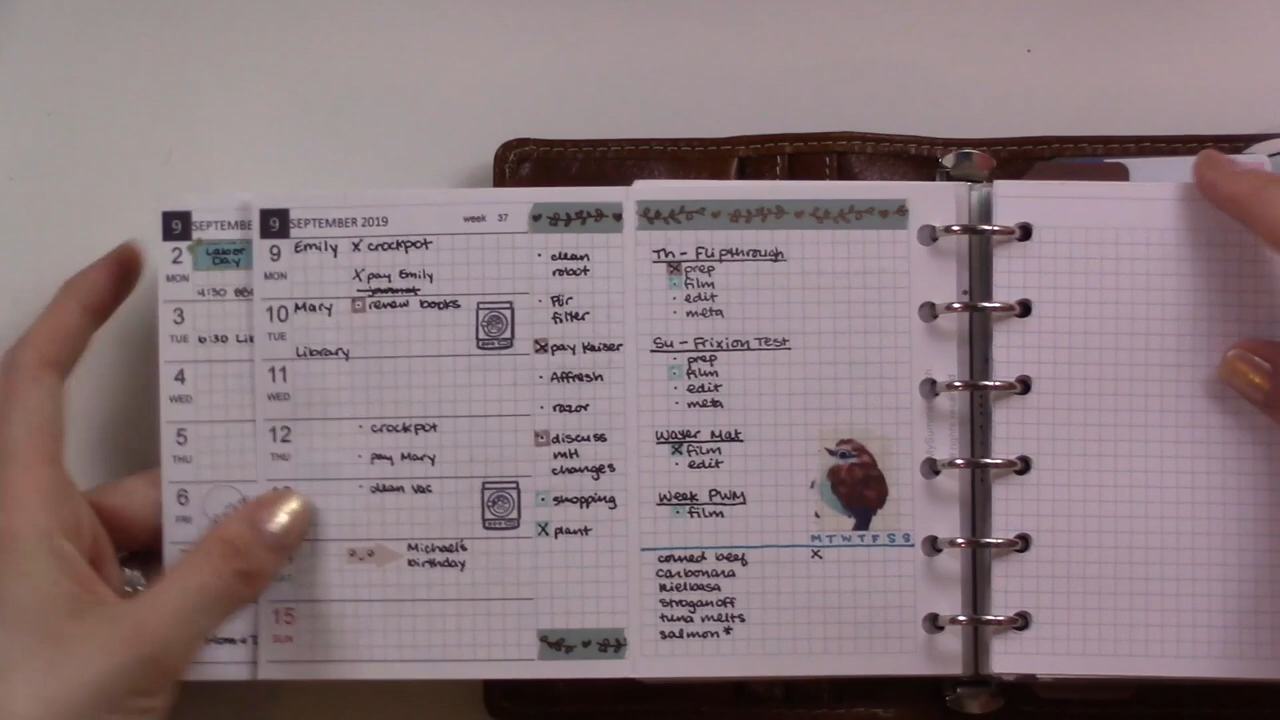 9 SEPTEMBE
2 Labor
Day
MON
4:30
3
TUE 6:30
4
WED
5
THU
6
FRI
9 SEPTEMBER 2019 week 37
9 Emily X crockpot
MON
X pay Emily
journal
10 Mary review books
TUE
Library
11
WED
12 crockpot
THU
pay Mary
clean vac
Michael's
birthday
15
SUN
clean
robot
Flir
filter
X pay Kaiser
Affresh
razor
discuss
MH
changes
shopping
X plant
Th - Flipthrough
X prep
film
edit
meta
Su - Frixion Test
prep
film
edit
meta
Water Mat
X film
edit
Week PWM
film
M T W T F S S
corned beef X
carbonara
kielbasa
stroganoff
tuna melts
salmon*